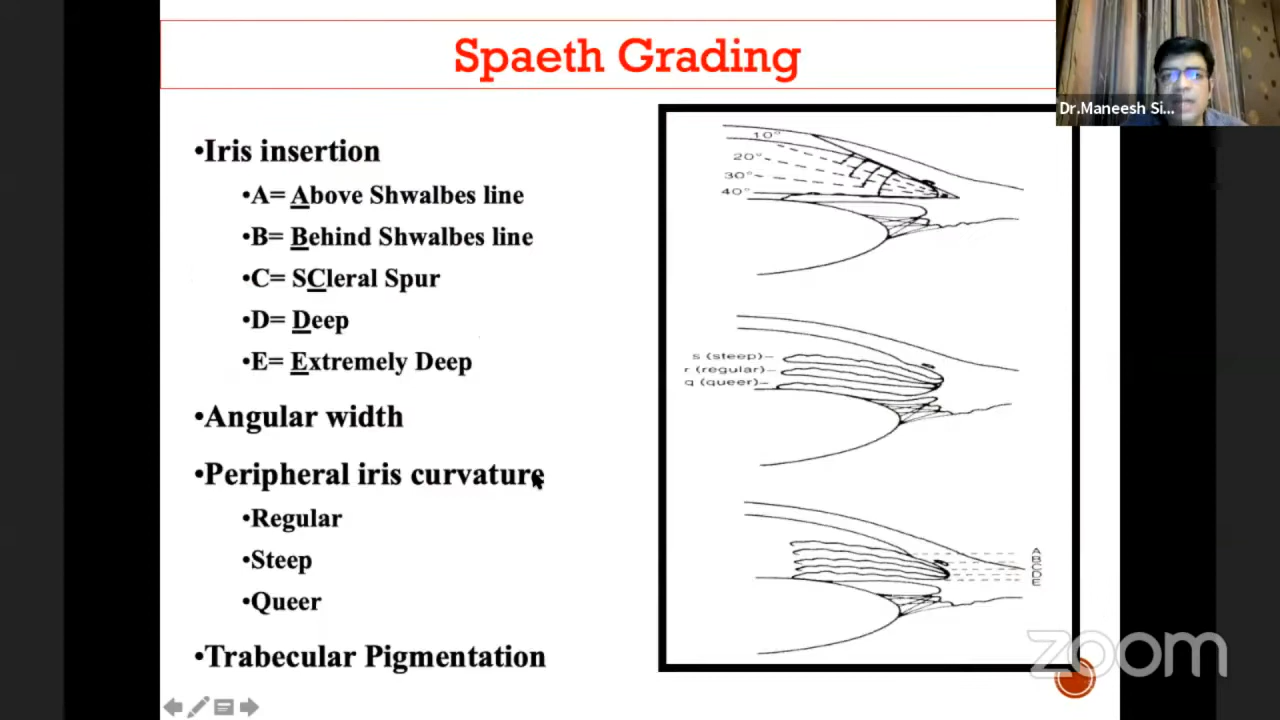 Spaeth Grading
Dr.Maneesh Si...
•Iris insertion
•A= Above Shwalbes line
•B= Behind Shwalbes line
•C= SCleral Spur
•D= Deep
•E= Extremely Deep
•Angular width
•Peripheral iris curvature
•Regular
•Steep
•Queer
•Trabecular Pigmentation
10°
20°
30°
40°
s (steep)
r (regular)
q (queer)
A
B
C
D
E
zoom